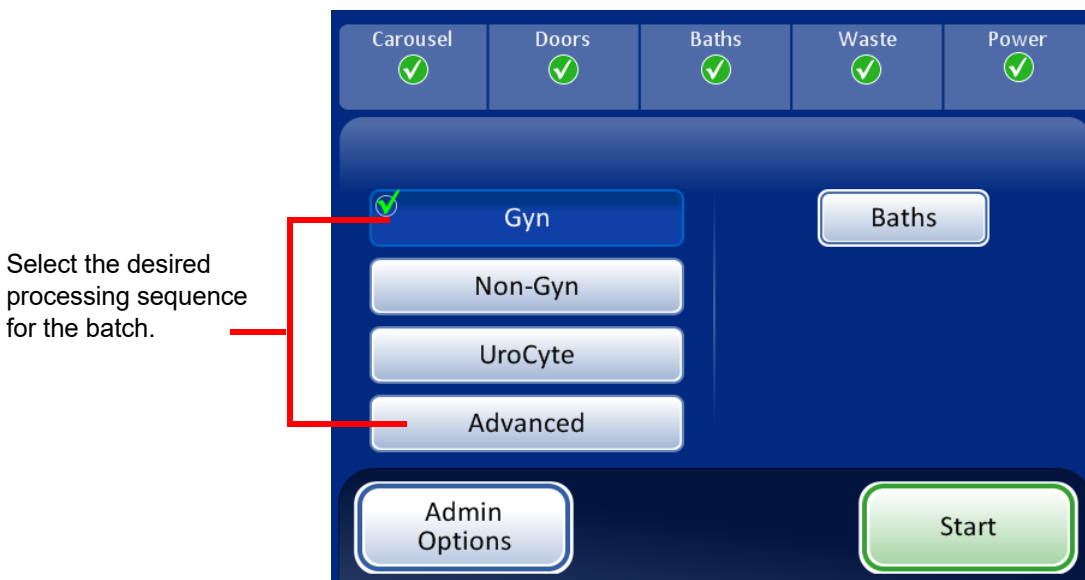 Carousel Doors Baths Waste Power
Gyn
Baths
Select the desired
processing sequence
for the batch.
Non-Gyn
UroCyte
Advanced
Admin
Options
Start